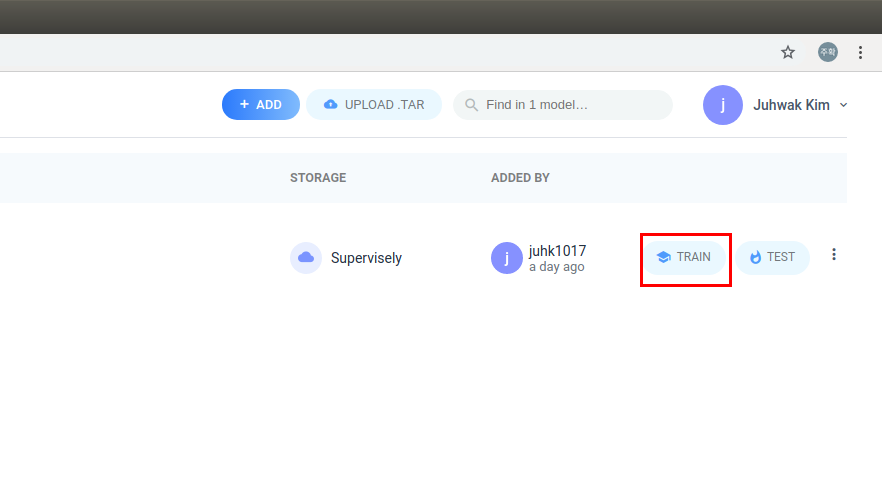 주학
+ ADD
UPLOAD .TAR
Find in 1 model...
j
Juhwak Kim
STORAGE
ADDED BY
Supervisely
j
juhk1017
a day ago
TRAIN
TEST